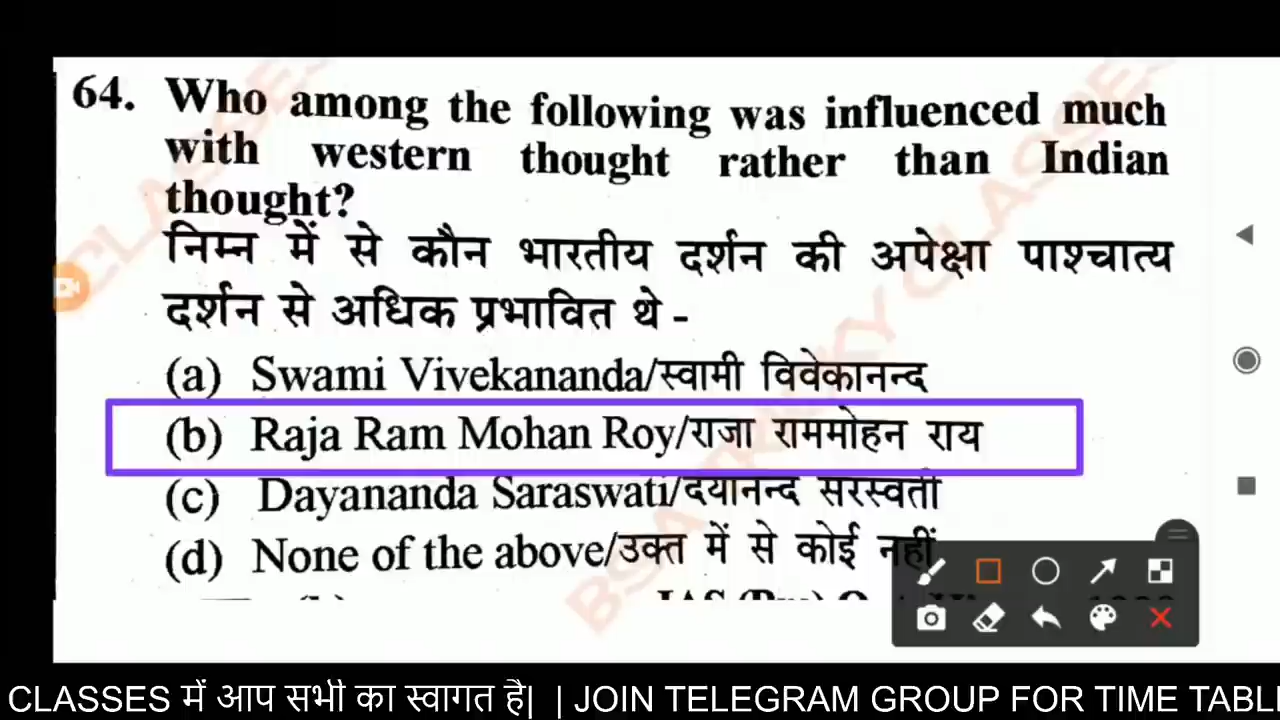 64. Who among the following was influenced much
with western thought rather than Indian
thought?
निम्न में से कौन भारतीय दर्शन की अपेक्षा पाश्चात्य
दर्शन से अधिक प्रभावित थे -
(a) Swami Vivekananda/स्वामी विवेकानन्द
(b) Raja Ram Mohan Roy/राजा राममोहन राय
(c) Dayananda Saraswati/दयानन्द सरस्वती
(d) None of the above/उक्त में से कोई नहीं
CLASSES में आप सभी का स्वागत है| | JOIN TELEGRAM GROUP FOR TIME TABL